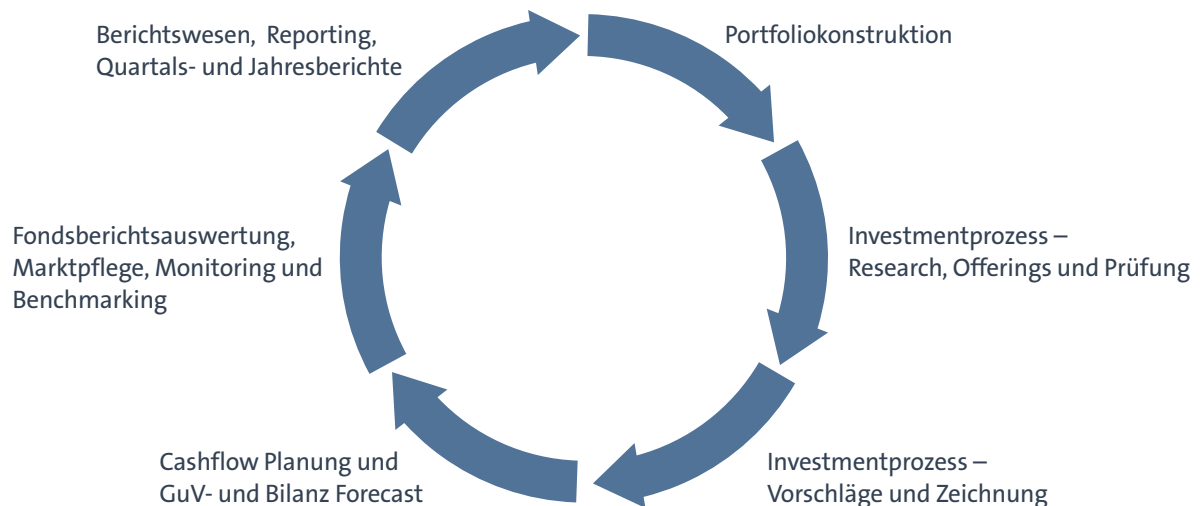 Berichtswesen, Reporting,
Quartals- und Jahresberichte
Portfoliokonstruktion
Fondsberichtsauswertung,
Marktpflege, Monitoring und
Benchmarking
Investmentprozess –
Research, Offerings und Prüfung
Cashflow Planung und
GuV- und Bilanz Forecast
Investmentprozess –
Vorschläge und Zeichnung